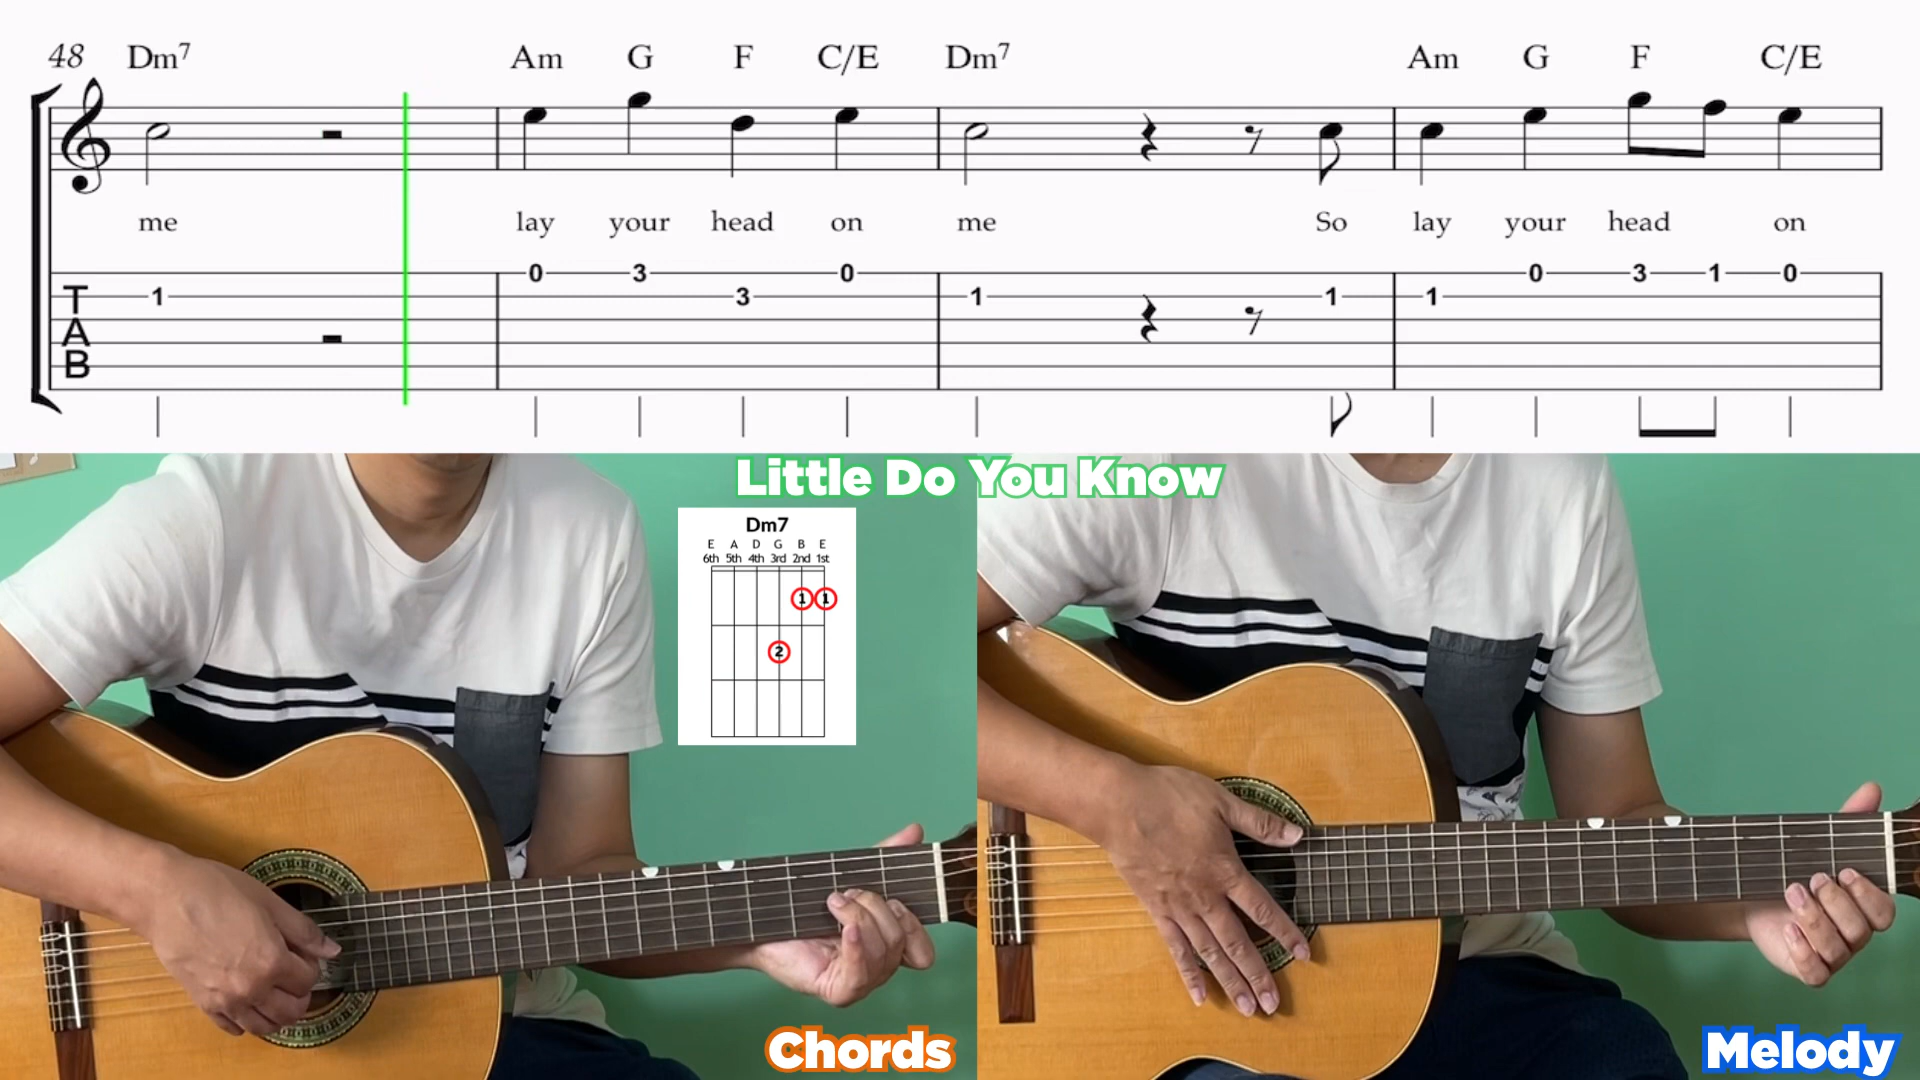 48 Dm7 Am G F C/E Dm7 Am G F C/E
me lay your head on me So lay your head on
0 3 0 0 3 1 0
T 1 3 1 1 1
A
B
Little Do You Know
Dm7
E A D G B E
6th 5th 4th 3rd 2nd 1st
1 1
2
Chords
Melody